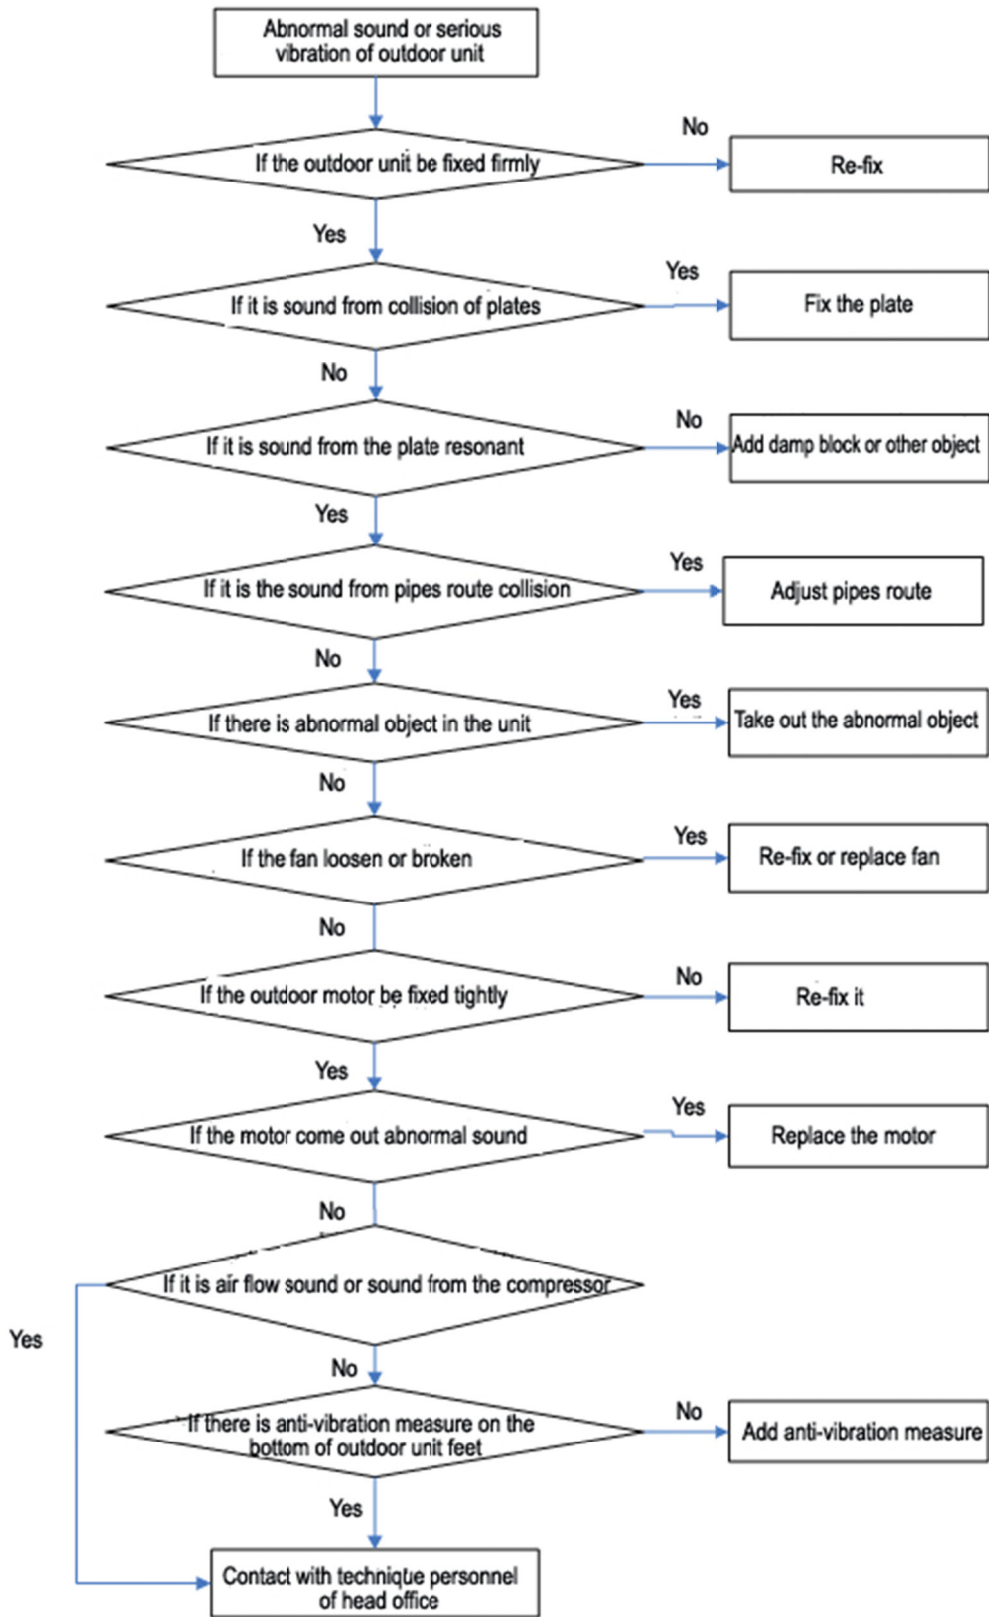 Abnormal sound or serious
vibration of outdoor unit
No
If the outdoor unit be fixed firmly
Re-fix
Yes
Yes
If it is sound from collision of plates
Fix the plate
No
No
If it is sound from the plate resonant
Add damp block or other object
Yes
Yes
If it is the sound from pipes route collision
Adjust pipes route
No
Yes
If there is abnormal object in the unit
Take out the abnormal object
No
Yes
If the fan loosen or broken
Re-fix or replace fan
No
No
If the outdoor motor be fixed tightly
Re-fix it
Yes
Yes
If the motor come out abnormal sound
Replace the motor
No
If it is air flow sound or sound from the compressor
Yes
No
No
If there is anti-vibration measure on the
bottom of outdoor unit feet
Add anti-vibration measure
Yes
Contact with technique personnel
of head office